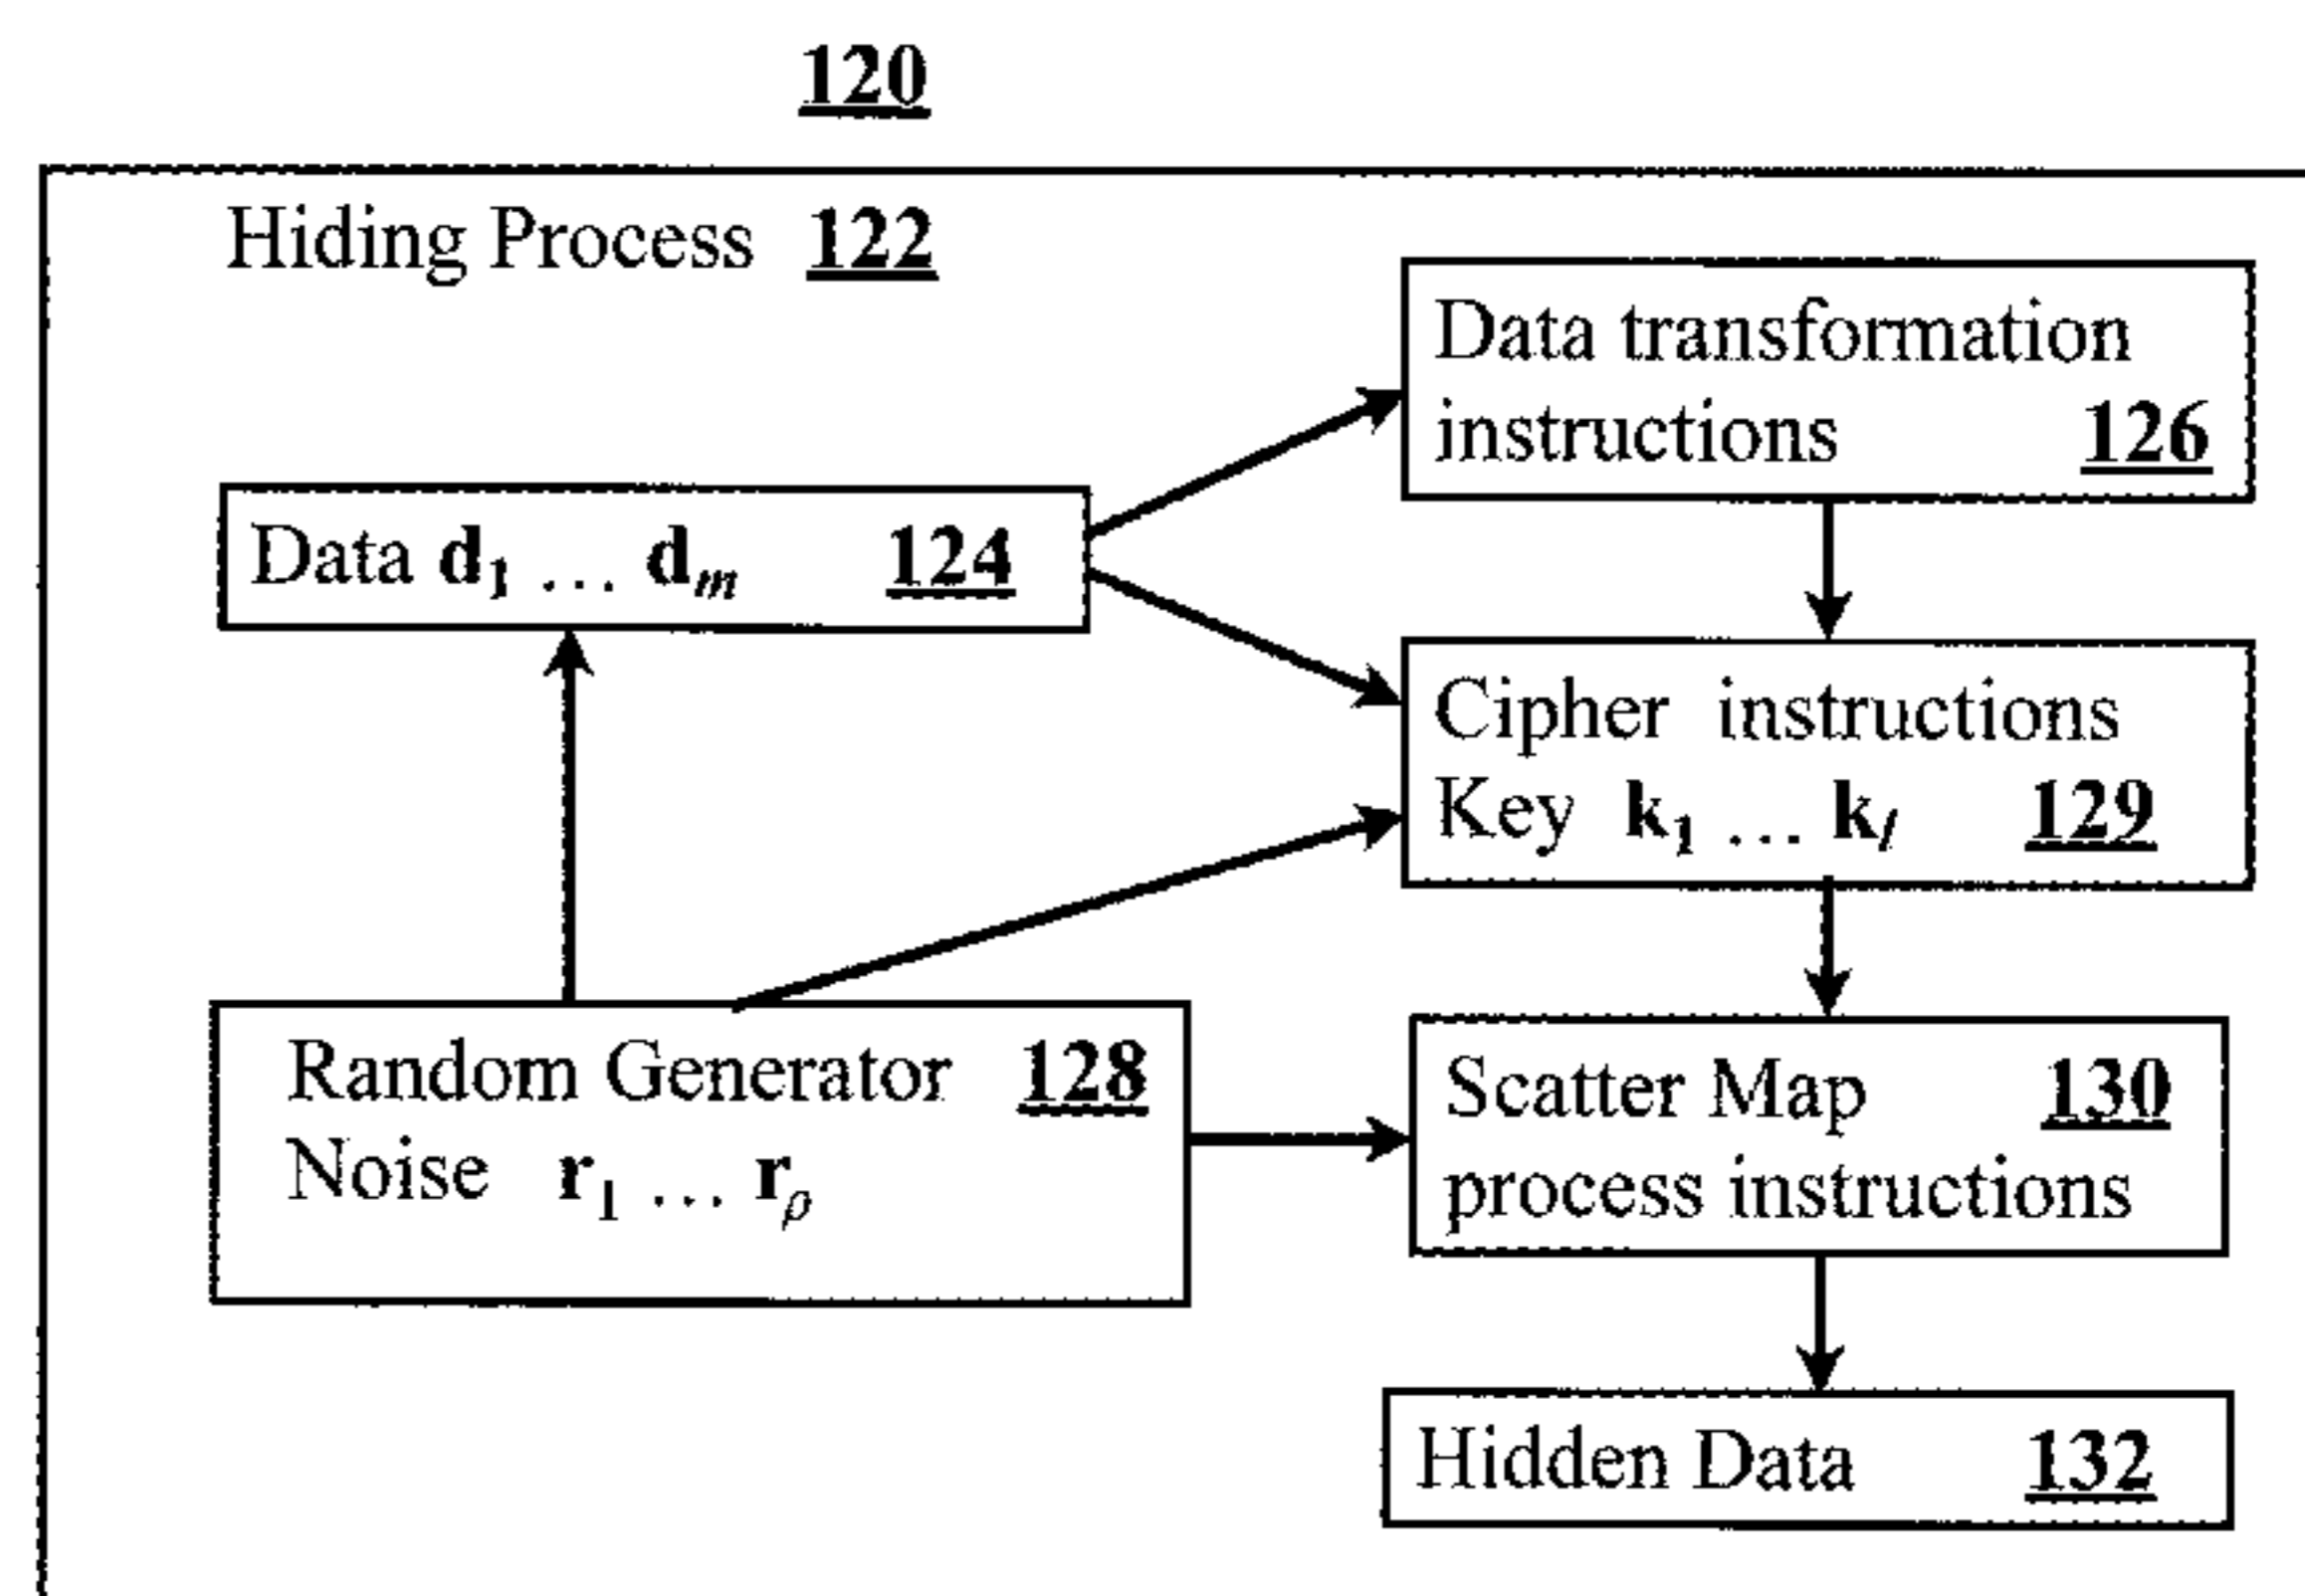 120
Hiding Process 122
Data transformation
instructions 126
Data d₁ … dₘ 124
Cipher instructions
Key k₁ … kₗ 129
Random Generator 128
Noise r₁ … rᵨ
Scatter Map 130
process instructions
Hidden Data 132